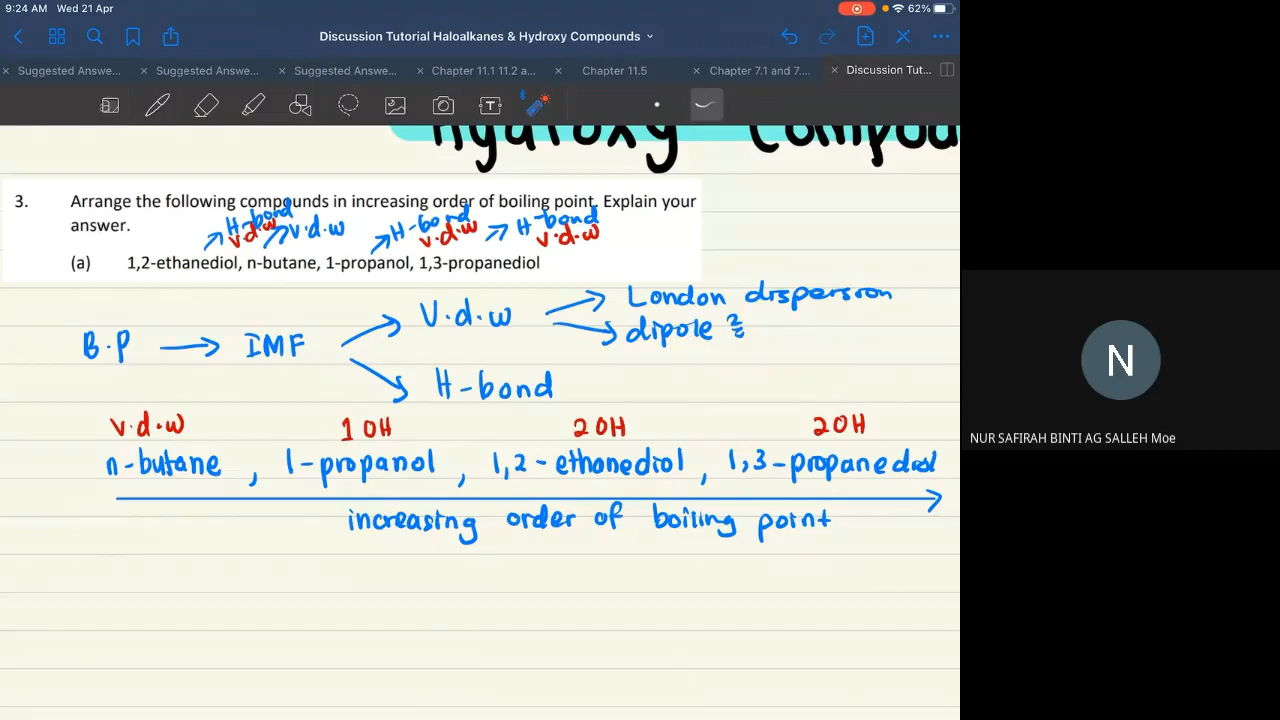 9:24 AM Wed 21 Apr
62%
Discussion Tutorial Haloalkanes & Hydroxy Compounds
Suggested Answe...
Suggested Answe...
Suggested Answe...
Chapter 11.1 11.2 a...
Chapter 11.5
Chapter 7.1 and 7....
Discussion Tut...
Hydroxy Compou
3. Arrange the following compounds in increasing order of boiling point. Explain your
answer.
H-bond v.d.w H-bond H-bond
v.d.w v.d.w v.d.w
(a) 1,2-ethanediol, n-butane, 1-propanol, 1,3-propanediol
B.P → IMF
V.d.w
London dispersion
dipole
H-bond
v.d.w 1 OH 2 OH 2 OH
n-butane, 1-propanol, 1,2-ethanediol, 1,3-propanediol
increasing order of boiling point
N
NUR SAFIRAH BINTI AG SALLEH Moe